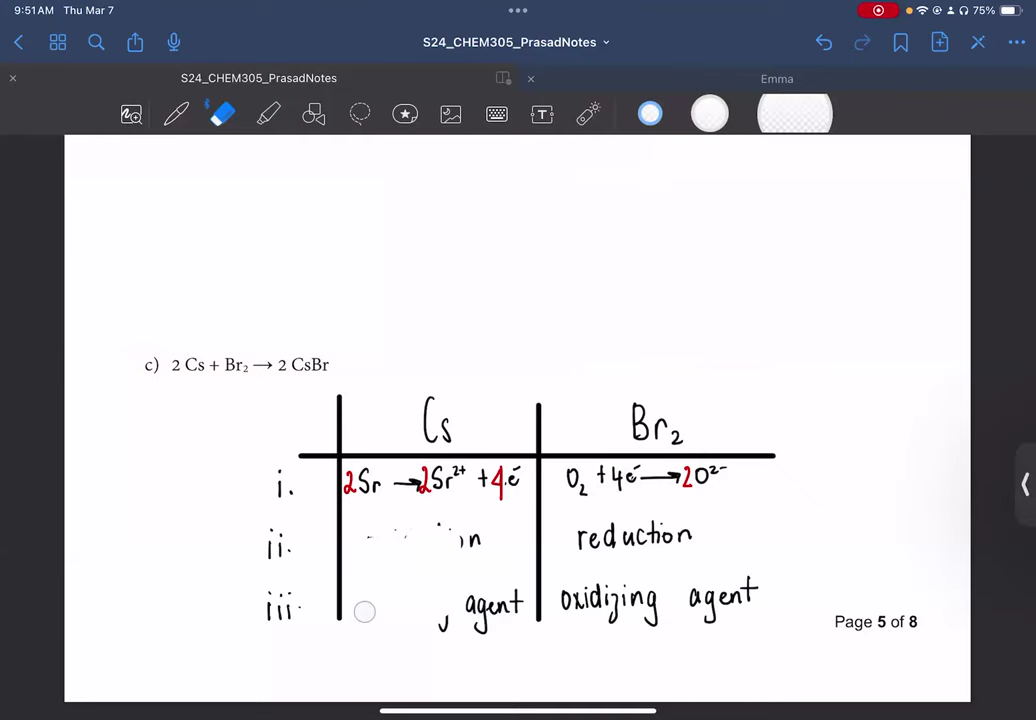 9:51 AM Thu Mar 7
75%
S24_CHEM305_PrasadNotes
S24_CHEM305_PrasadNotes
Emma
c) 2 Cs + Br₂ → 2 CsBr
Cs Br₂
i. 2Sr → 2Sr²⁺ + 4e⁻ O₂ + 4e⁻ → 2O²⁻
ii. reduction
iii. agent oxidizing agent
Page 5 of 8